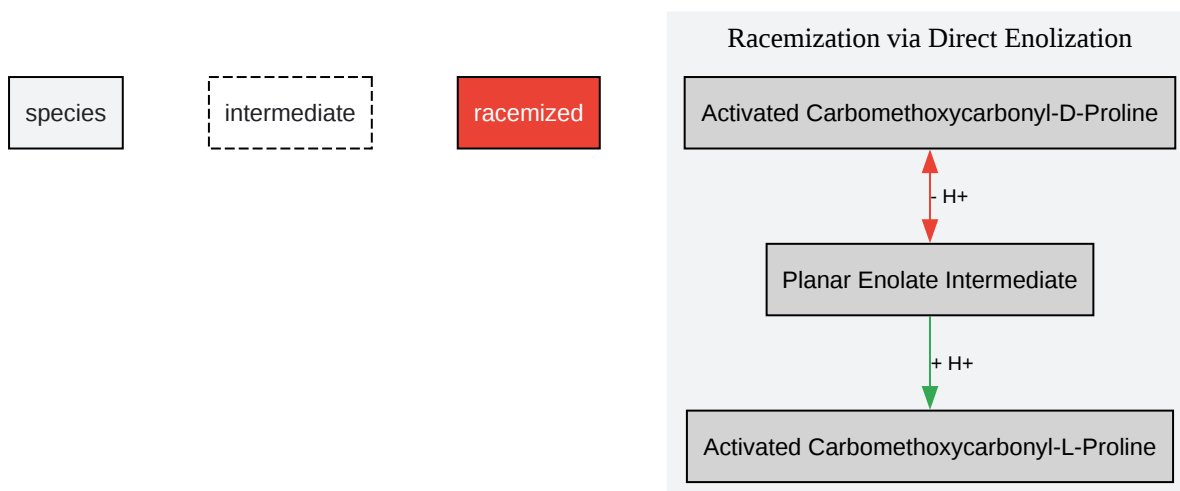 Racemization via Direct Enolization
species
intermediate
racemized
Activated Carbomethoxycarbonyl-D-Proline
- H+
Planar Enolate Intermediate
+ H+
Activated Carbomethoxycarbonyl-L-Proline